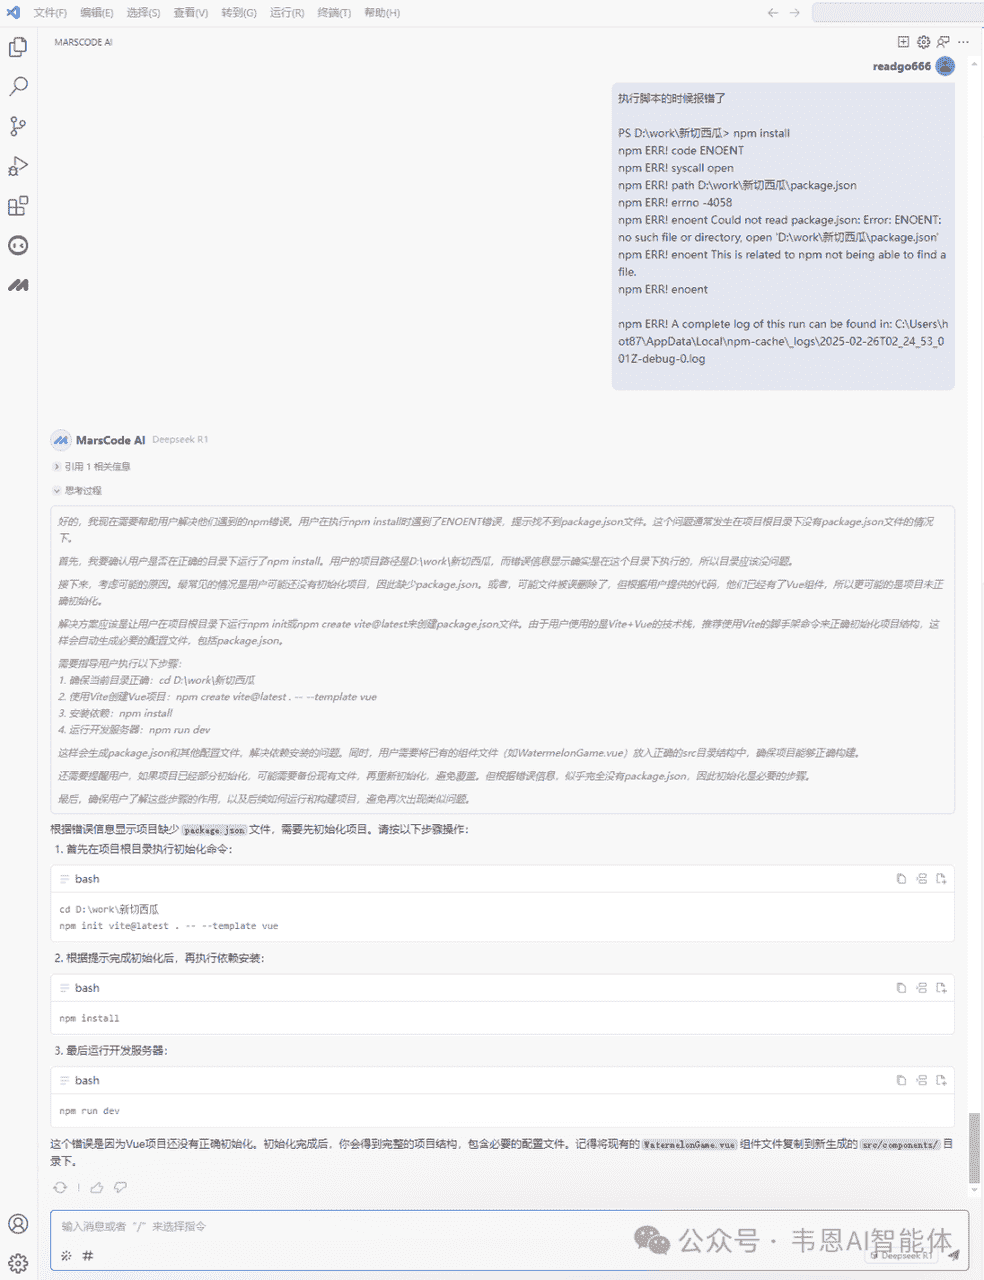 文件(F) 编辑(E) 选择(S) 查看(V) 转到(G) 运行(R) 终端(T) 帮助(H)
MARSCODE AI
readgo666
执行脚本的时候报错了
PS D:\work\新切西瓜> npm install
npm ERR! code ENOENT
npm ERR! syscall open
npm ERR! path D:\work\新切西瓜\package.json
npm ERR! errno -4058
npm ERR! enoent Could not read package.json: Error: ENOENT:
no such file or directory, open 'D:\work\新切西瓜\package.json'
npm ERR! enoent This is related to npm not being able to find a
file.
npm ERR! enoent
npm ERR! A complete log of this run can be found in: C:\Users\h
ot87\AppData\Local\npm-cache\_logs\2025-02-26T02_24_53_0
01Z-debug-0.log
MarsCode AI Deepseek R1
引用 1 相关信息
思考过程
好的，我现在需要帮助用户解决他们遇到的npm错误。用户在执行npm install时遇到了ENOENT错误，提示找不到package.json文件。这个问题通常发生在项目根目录下没有package.json文件的情况
下。
首先，我要确认用户是否在正确的目录下运行了npm install。用户的项目路径是D:\work\新切西瓜，而错误信息显示确实是在这个目录下执行的，所以目录应该没问题。
接下来，考虑可能的原因。最常见的情况是用户可能还没有初始化项目，因此缺少package.json。或者，可能文件被误删除了，但根据用户提供的代码，他们已经有了Vue组件，所以更可能的是项目未正
确初始化。
解决方案应该是让用户在项目根目录下运行npm init或npm create vite@latest来创建package.json文件。由于用户使用的是Vite+Vue的技术栈，推荐使用Vite的脚手架命令来正确初始化项目结构，这
样会自动生成必要的配置文件，包括package.json。
需要指导用户执行以下步骤：
1. 确保当前目录正确：cd D:\work\新切西瓜
2. 使用Vite创建Vue项目：npm create vite@latest . -- --template vue
3. 安装依赖：npm install
4. 运行开发服务器：npm run dev
这样会生成package.json和其他配置文件，解决依赖安装的问题。同时，用户需要将已有的组件文件（如WatermelonGame.vue）放入正确的src目录结构中，确保项目能够正确构建。
还需要提醒用户，如果项目已经部分初始化，可能需要备份现有文件，再重新初始化，避免覆盖。但根据错误信息，似乎完全没有package.json，因此初始化是必要的步骤。
最后，确保用户了解这些步骤的作用，以及后续如何运行和构建项目，避免再次出现类似问题。
根据错误信息显示项目缺少 package.json 文件，需要先初始化项目。请按以下步骤操作：
1. 首先在项目根目录执行初始化命令：
bash
cd D:\work\新切西瓜
npm init vite@latest . -- --template vue
2. 根据提示完成初始化后，再执行依赖安装：
bash
npm install
3. 最后运行开发服务器：
bash
npm run dev
这个错误是因为Vue项目还没有正确初始化。初始化完成后，你会得到完整的项目结构，包含必要的配置文件。记得将现有的 WatermelonGame.vue 组件文件复制到新生成的 src/components/ 目
录下。
输入消息或者 "/" 来选择指令
公众号 · 韦恩AI智能体
Deepseek R1